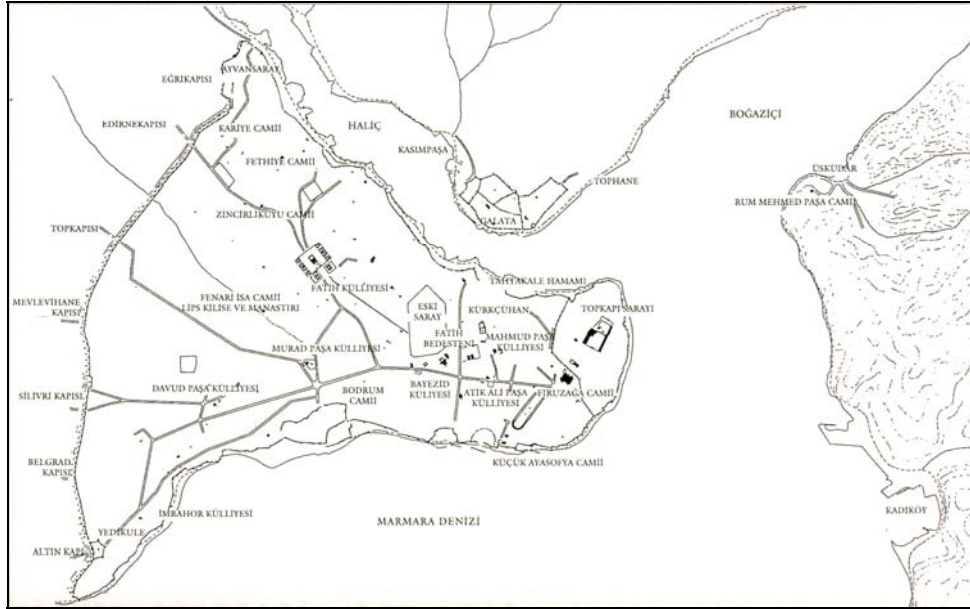 AYVANSARAY
EĞRİKAPISI
BOĞAZİÇİ
EDİRNEKAPISI
KARİYE CAMİİ
HALİÇ
KASIMPAŞA
FETHİYE CAMİİ
ÜSKÜDAR
TOPHANE
RUM MEHMED PAŞA CAMİİ
ZİNCİRLİKUYU CAMİİ
GALATA
TOPKAPISI
TAHTAKALE HAMAMI
FATİH KÜLLİYESİ
MEVLEVİHANE
KAPISI
FENARİ İSA CAMİİ
LİPS KİLİSE VE MANASTIRI
ESKİ
SARAY
KÜRKÇÜHAN
TOPKAPI SARAYI
FATİH
BEDESTENİ
MAHMUD PAŞA
KÜLLİYESİ
MURAD PAŞA KÜLLİYESİ
DAVUD PAŞA KÜLLİYESİ
BODRUM
CAMİİ
BAYEZİD
KÜLİYESİ
ATİK ALİ PAŞA
KÜLLİYESİ
FİRUZAĞA CAMİİ
SİLİVRİ KAPISI
BELGRAD
KAPISI
KÜÇÜK AYASOFYA CAMİİ
İMRAHOR KÜLLİYESİ
MARMARA DENİZİ
KADIKÖY
YEDİKULE
ALTIN KAPI